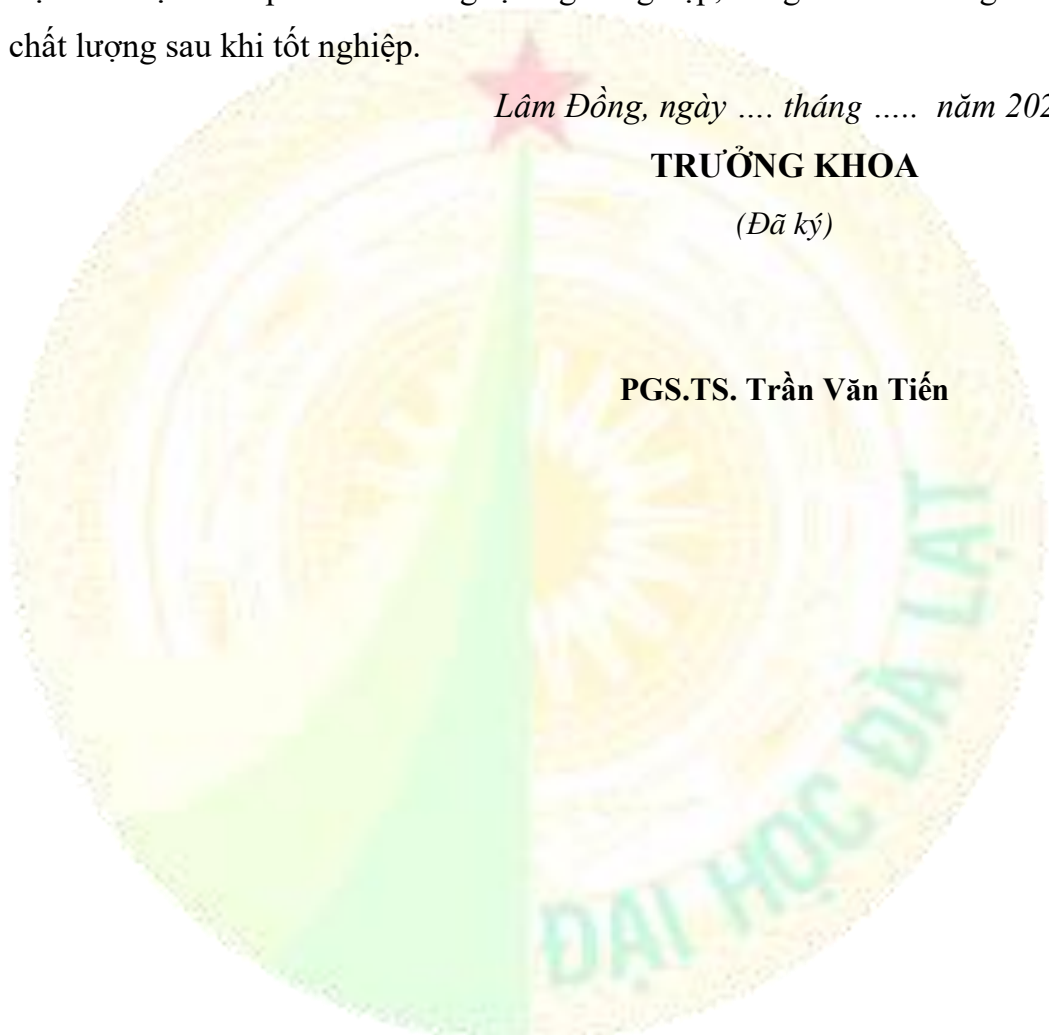 chất lượng sau khi tốt nghiệp.
Lâm Đồng, ngày .... tháng ..... năm 202
TRƯỞNG KHOA
(Đã ký)
PGS.TS. Trần Văn Tiến
ĐẠI HỌC ĐÀ LẠT